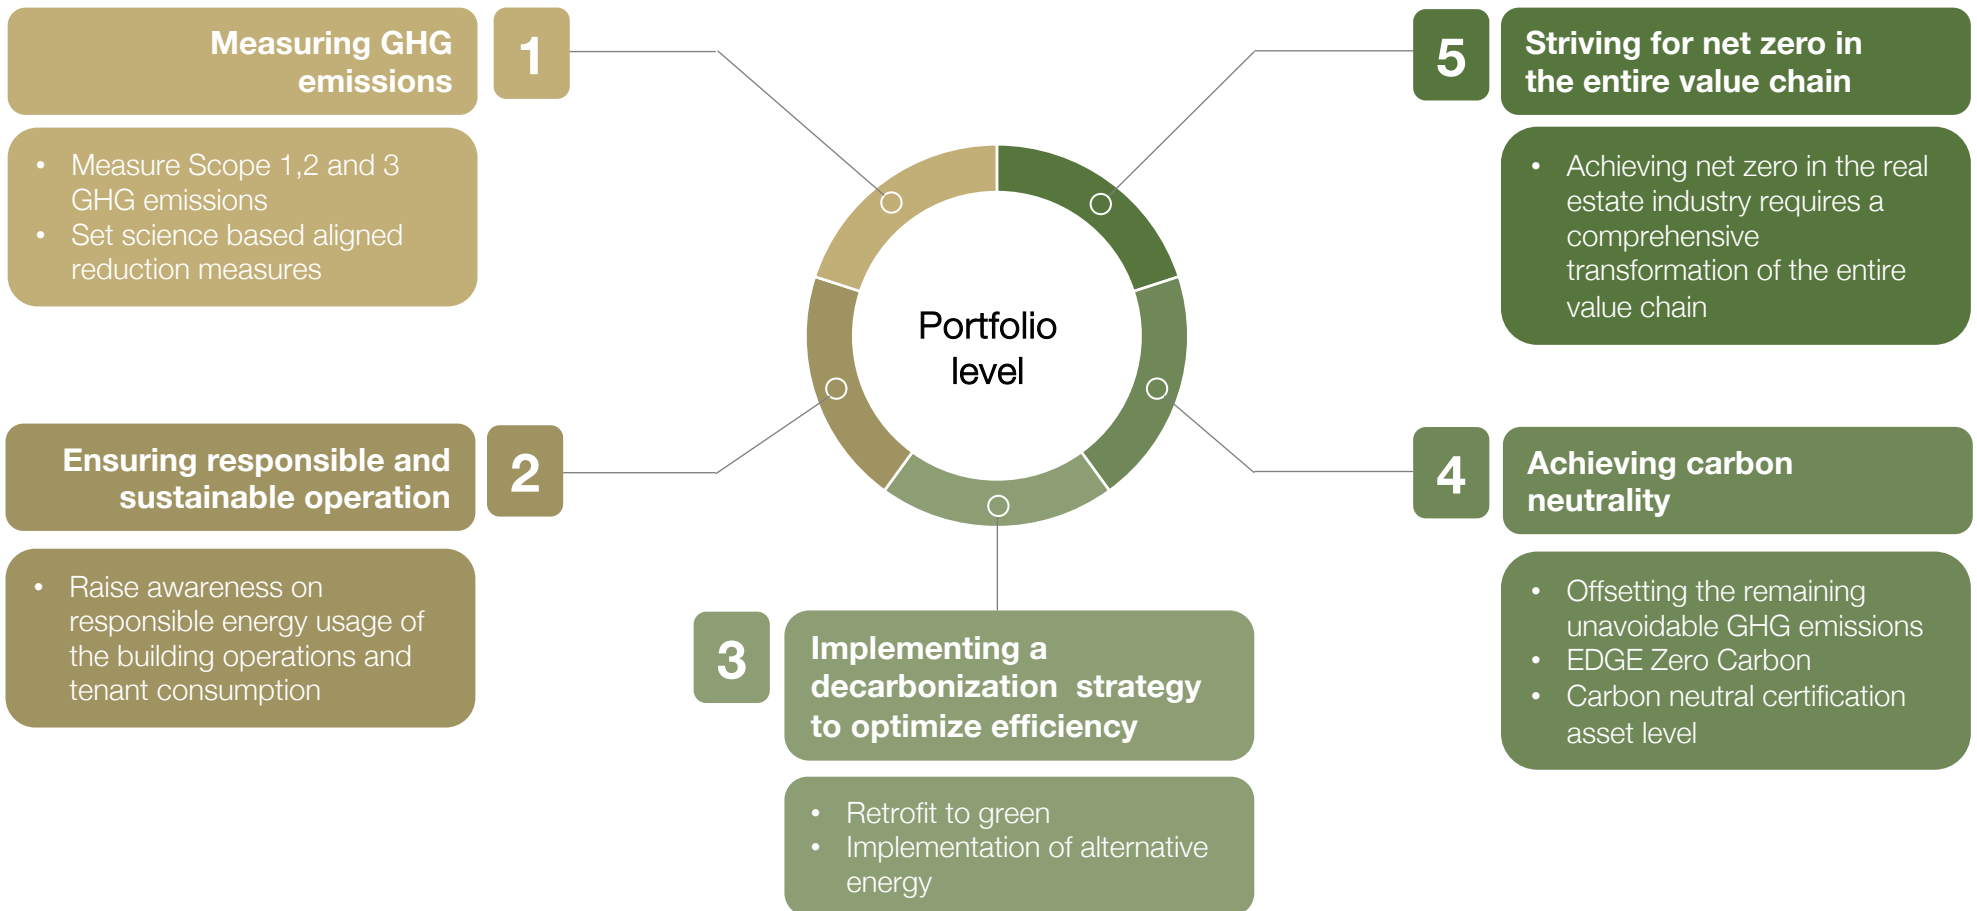 Measuring GHG
emissions
1
• Measure Scope 1,2 and 3
GHG emissions
• Set science based aligned
reduction measures
Ensuring responsible and
sustainable operation
2
• Raise awareness on
responsible energy usage of
the building operations and
tenant consumption
Portfolio
level
3
Implementing a
decarbonization strategy
to optimize efficiency
• Retrofit to green
• Implementation of alternative
energy
4
Achieving carbon
neutrality
• Offsetting the remaining
unavoidable GHG emissions
• EDGE Zero Carbon
• Carbon neutral certification
asset level
5
Striving for net zero in
the entire value chain
• Achieving net zero in the real
estate industry requires a
comprehensive
transformation of the entire
value chain